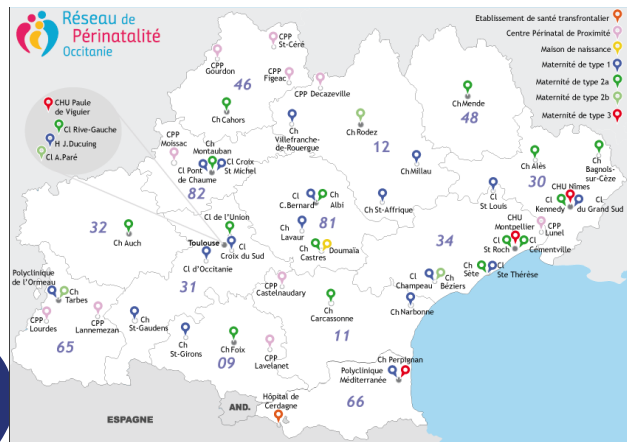 Réseau de
Périnatalité
Occitanie
Etablissement de santé transfrontalier
Centre Périnatal de Proximité
Maison de naissance
Maternité de type 1
Maternité de type 2a
Maternité de type 2b
Maternité de type 3
CHU Paule
de Viguier
Cl Rive-Gauche
H J.Ducuing
Cl A.Paré
CPP
St-Céré
CPP
Gourdon
CPP
Figeac
46
Ch Cahors
CPP Decazeville
Ch
Villefranche-
de-Rouergue
Ch Rodez
12
Ch Millau
Ch St-Affrique
Ch Mende
48
CPP
Moissac
Ch
Montauban
Cl Pont
de Chaume
Cl Croix
St Michel
82
Cl
C.Bernard
Ch
Albi
81
Ch
Lavaur
Ch
Castres
Doumaïa
Ch Alès
Ch
Bagnols-
sur-Cèze
30
CHU Nîmes
Cl
Kennedy
Cl
du Grand Sud
Cl
St Louis
CPP
Lunel
CHU
Montpellier
34
Cl
St Roch
Cl
Clémentville
Ch
Sète
Cl
Ste Thérèse
Cl
Champeau
Ch
Béziers
32
Ch Auch
Cl de l'Union
Toulouse
Cl
Croix du Sud
Cl d'Occitanie
31
Polyclinique
de l'Ormeau
Ch
Tarbes
CPP
Lourdes
CPP
Lannemezan
65
Ch
St-Gaudens
Ch
St-Girons
Ch Foix
09
CPP
Lavelanet
CPP
Castelnaudary
Ch
Carcassonne
11
Ch
Narbonne
Ch Perpignan
Polyclinique
Méditerranée
66
Hôpital de
Cerdagne
AND.
ESPAGNE